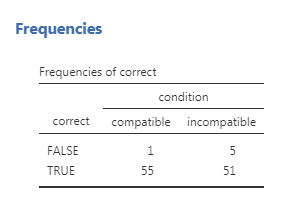 Frequencies
Frequencies of correct
condition
correct compatible incompatible
FALSE 1 5
TRUE 55 51